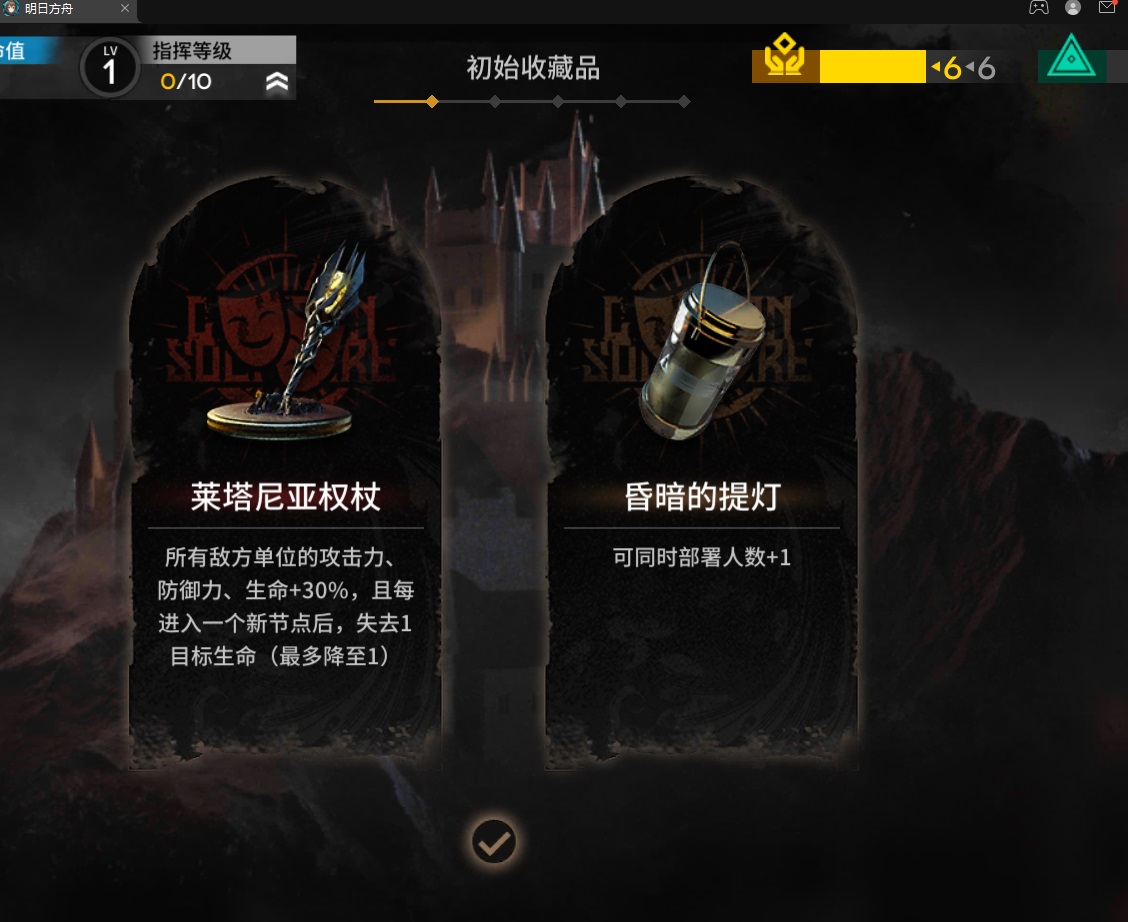 明日方舟
命值
LV
1
指挥等级
0/10
初始收藏品
6
6
莱塔尼亚权杖
所有敌方单位的攻击力、
防御力、生命+30%，且每
进入一个新节点后，失去1
目标生命（最多降至1）
昏暗的提灯
可同时部署人数+1